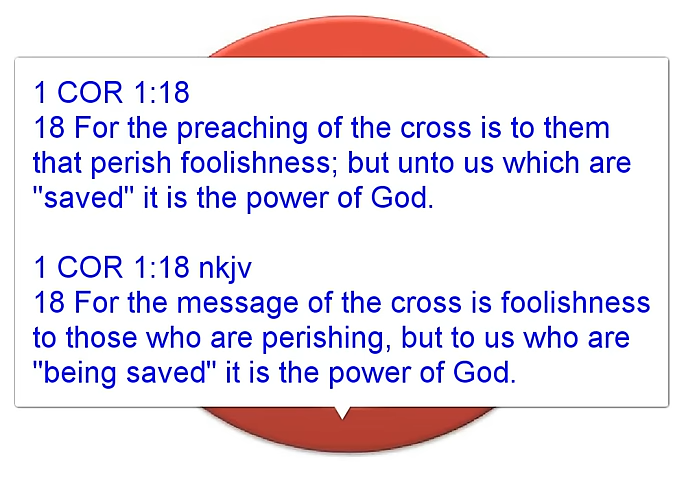 1 COR 1:18
18 For the preaching of the cross is to them
that perish foolishness; but unto us which are
"saved" it is the power of God.
1 COR 1:18 nkjv
18 For the message of the cross is foolishness
to those who are perishing, but to us who are
"being saved" it is the power of God.